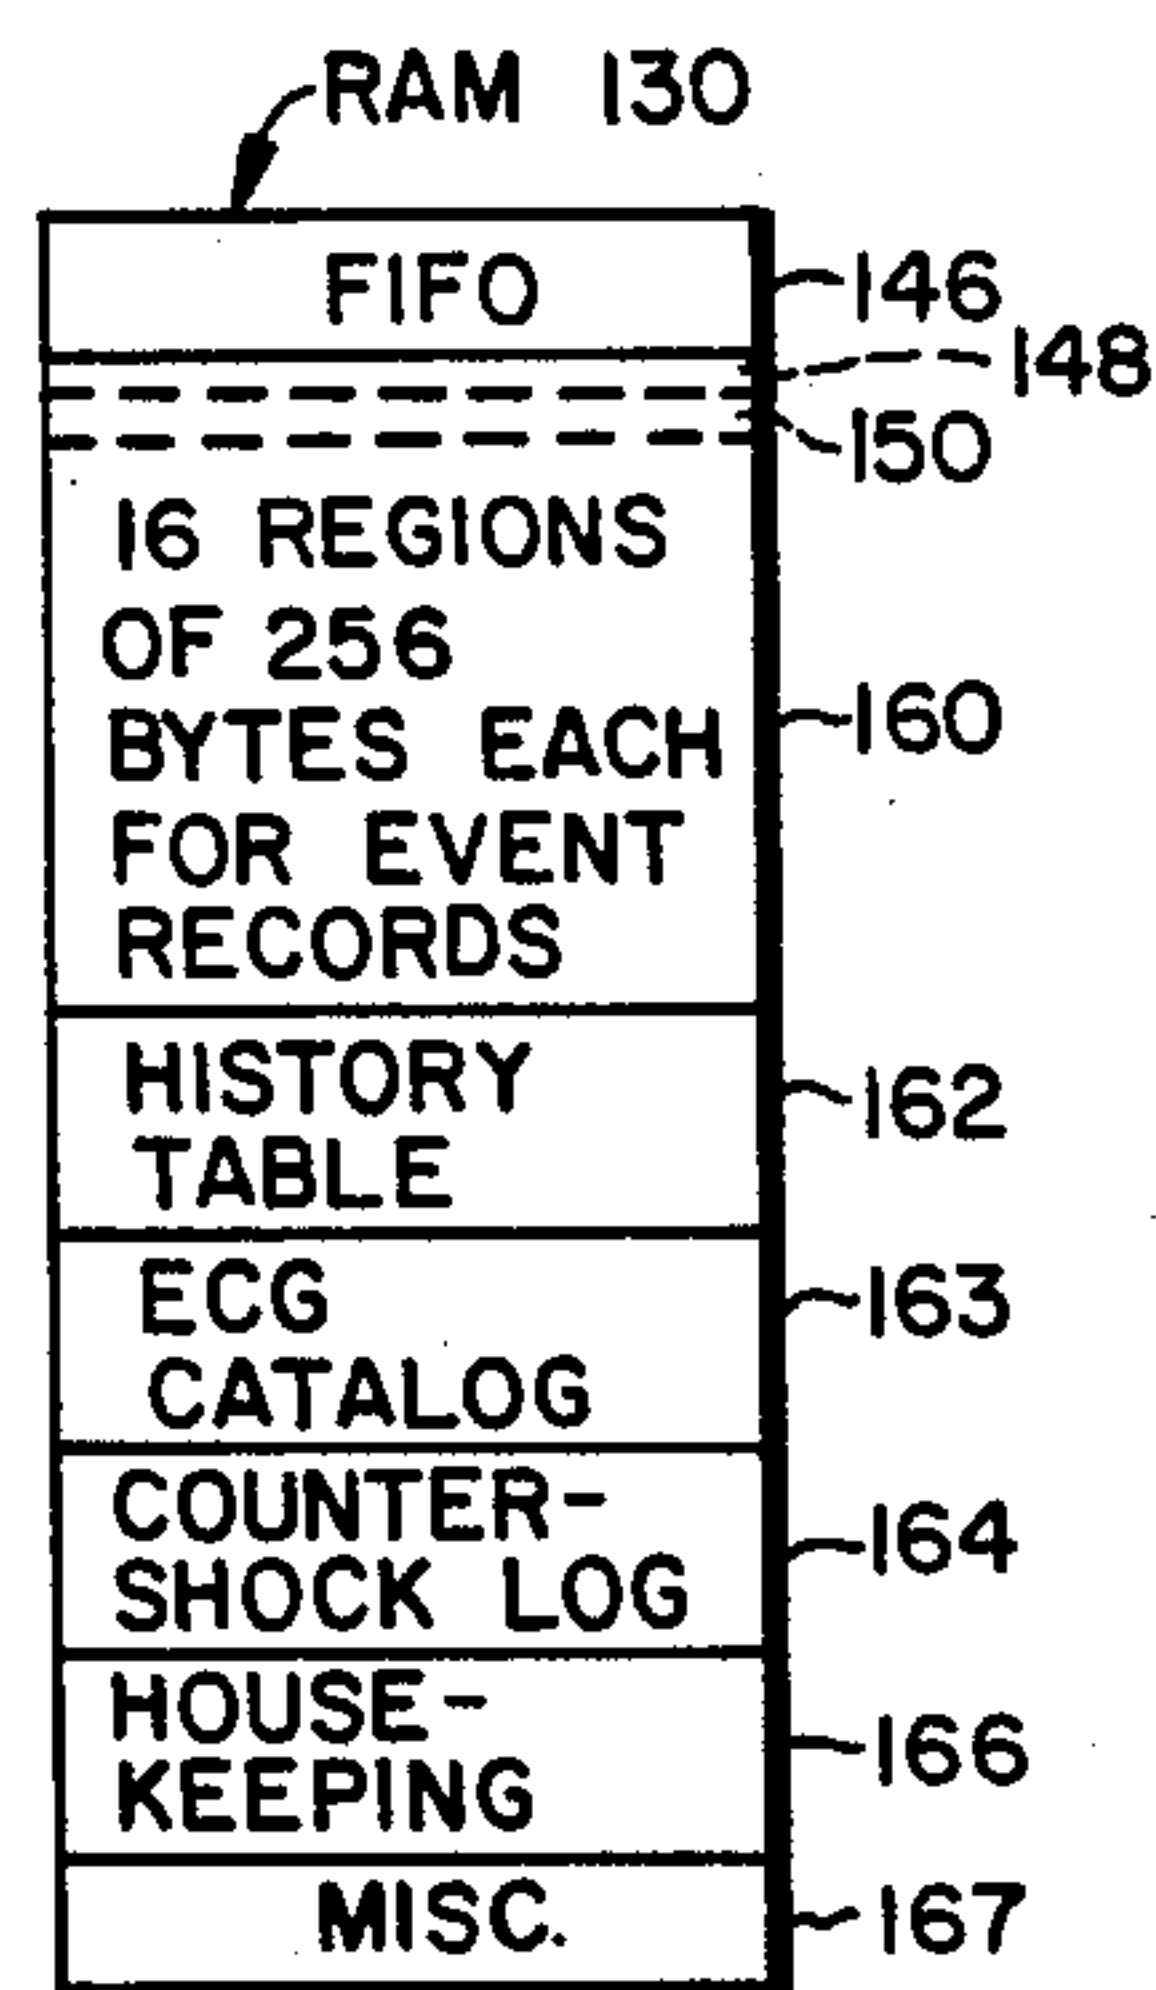 RAM 130
FIFO
146
148
150
16 REGIONS
OF 256
BYTES EACH
FOR EVENT
RECORDS
160
HISTORY
TABLE
162
ECG
CATALOG
163
COUNTER-
SHOCK LOG
164
HOUSE-
KEEPING
166
MISC.
167